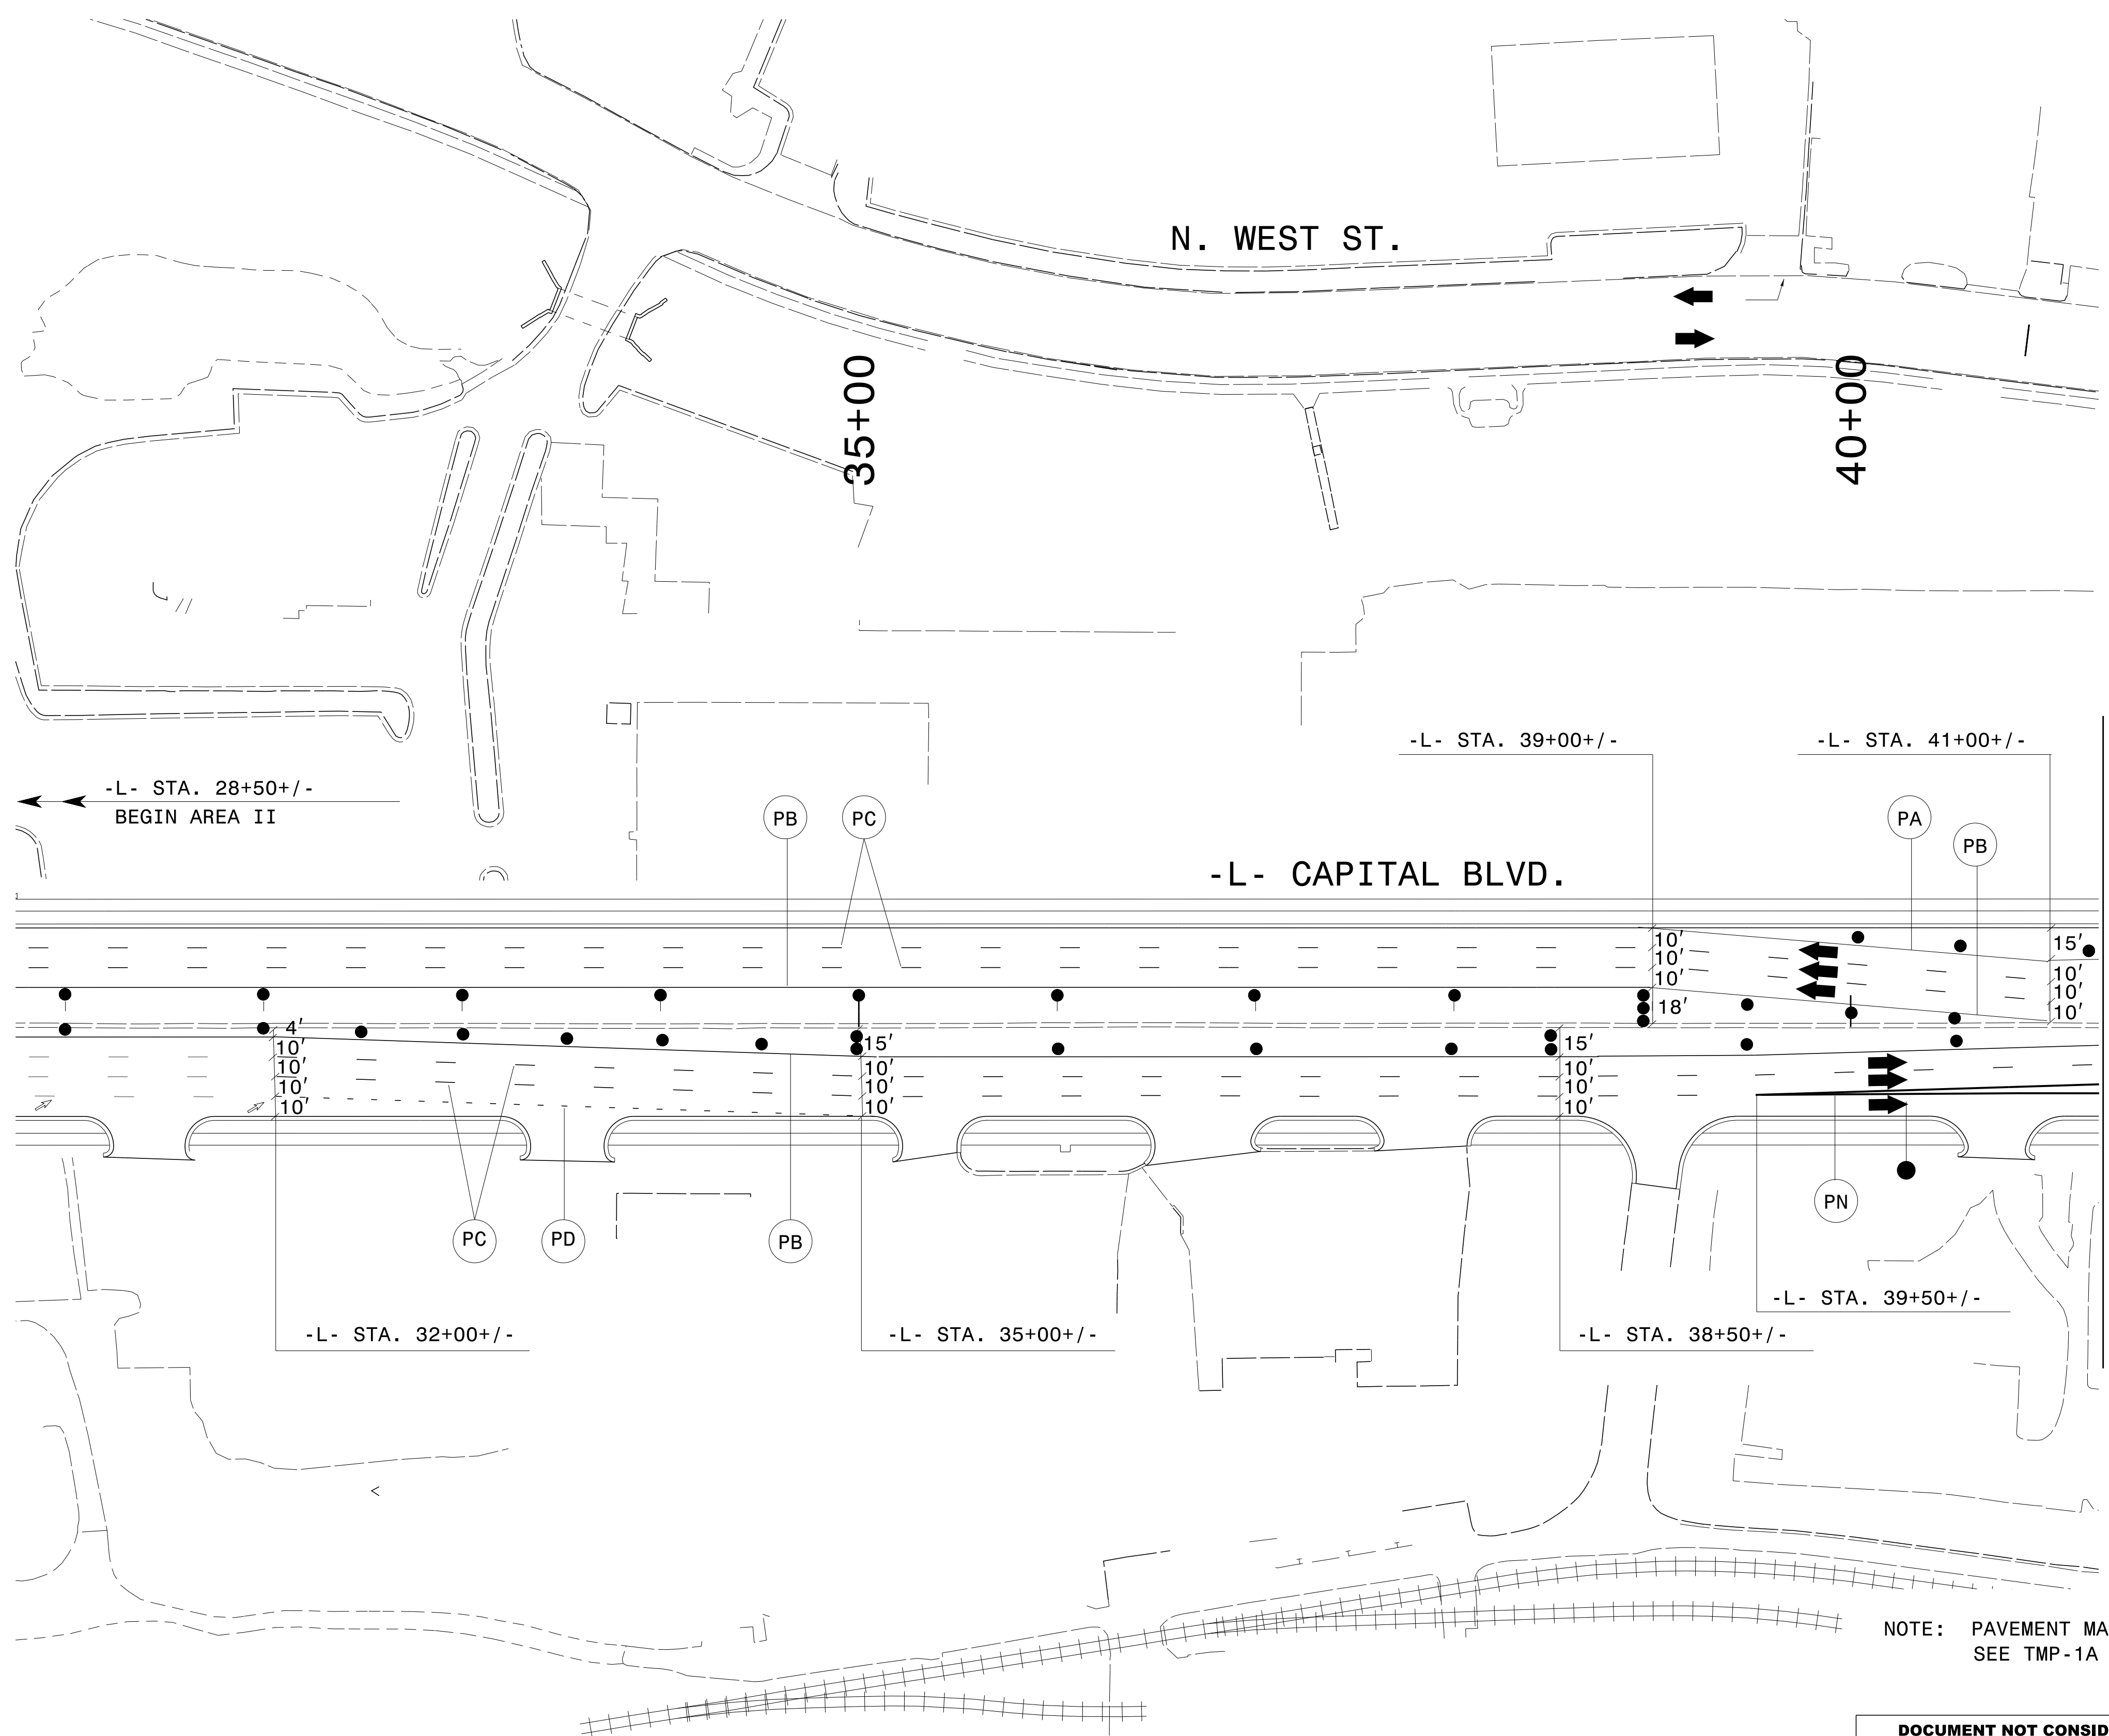 N. WEST ST.
35+00
40+00
-L- STA. 39+00+/-
-L- STA. 41+00+/-
-L- STA. 28+50+/-
BEGIN AREA II
PB
PC
PA
PB
-L- CAPITAL BLVD.
10'
10'
10'
18'
15'
10'
10'
10'
4'
10'
10'
10'
10'
15'
10'
10'
10'
15'
10'
10'
10'
PC
PD
PB
PN
-L- STA. 39+50+/-
-L- STA. 32+00+/-
-L- STA. 35+00+/-
-L- STA. 38+50+/-
NOTE: PAVEMENT MA
SEE TMP-1A
DOCUMENT NOT CONSID